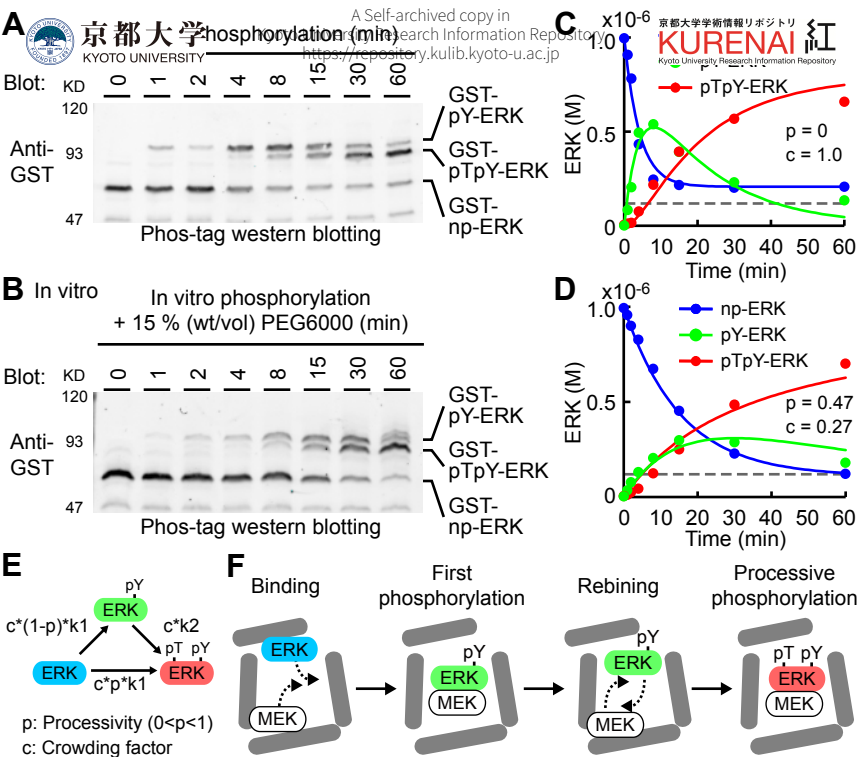 A
京都大学
KYOTO UNIVERSITY
A Self-archived copy in
Kyoto University Research Information Repository
https://repository.kulib.kyoto-u.ac.jp
京都大学学術情報リポジトリ
KURENAI 紅
Kyoto University Research Information Repository
hosphorylation (min)
Blot:
KD
0 1 2 4 8 15 30 60
120
93
47
Anti-
GST
GST-
pY-ERK
GST-
pTpY-ERK
GST-
np-ERK
Phos-tag western blotting
C
x10-6
1.0
0.5
0
ERK (M)
pY-ERK
pTpY-ERK
p = 0
c = 1.0
0 10 20 30 40 50 60
Time (min)
B In vitro
In vitro phosphorylation
+ 15 % (wt/vol) PEG6000 (min)
Blot:
KD
0 1 2 4 8 15 30 60
120
93
47
Anti-
GST
GST-
pY-ERK
GST-
pTpY-ERK
GST-
np-ERK
Phos-tag western blotting
D
x10-6
1.0
0.5
0
ERK (M)
np-ERK
pY-ERK
pTpY-ERK
p = 0.47
c = 0.27
0 10 20 30 40 50 60
Time (min)
E
pY
ERK
c*(1-p)*k1
c*k2
pT pY
ERK
ERK
c*p*k1
p: Processivity (0<p<1)
c: Crowding factor
F
Binding
ERK
MEK
First
phosphorylation
pY
ERK
MEK
Rebining
pY
ERK
MEK
Processive
phosphorylation
pT pY
ERK
MEK